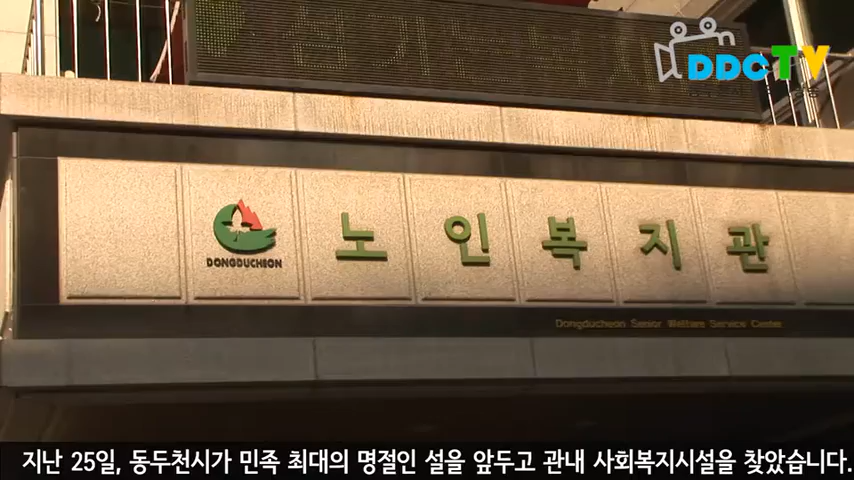 DDC TV
DONGDUCHEON
노인복지관
Dongducheon Senior Welfare Service Center
지난 25일, 동두천시가 민족 최대의 명절인 설을 앞두고 관내 사회복지시설을 찾았습니다.